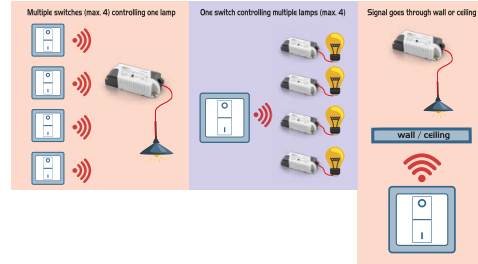 Multiple switches (max. 4) controlling one lamp
One switch controlling multiple lamps (max. 4)
Signal goes through wall or ceiling
wall / ceiling